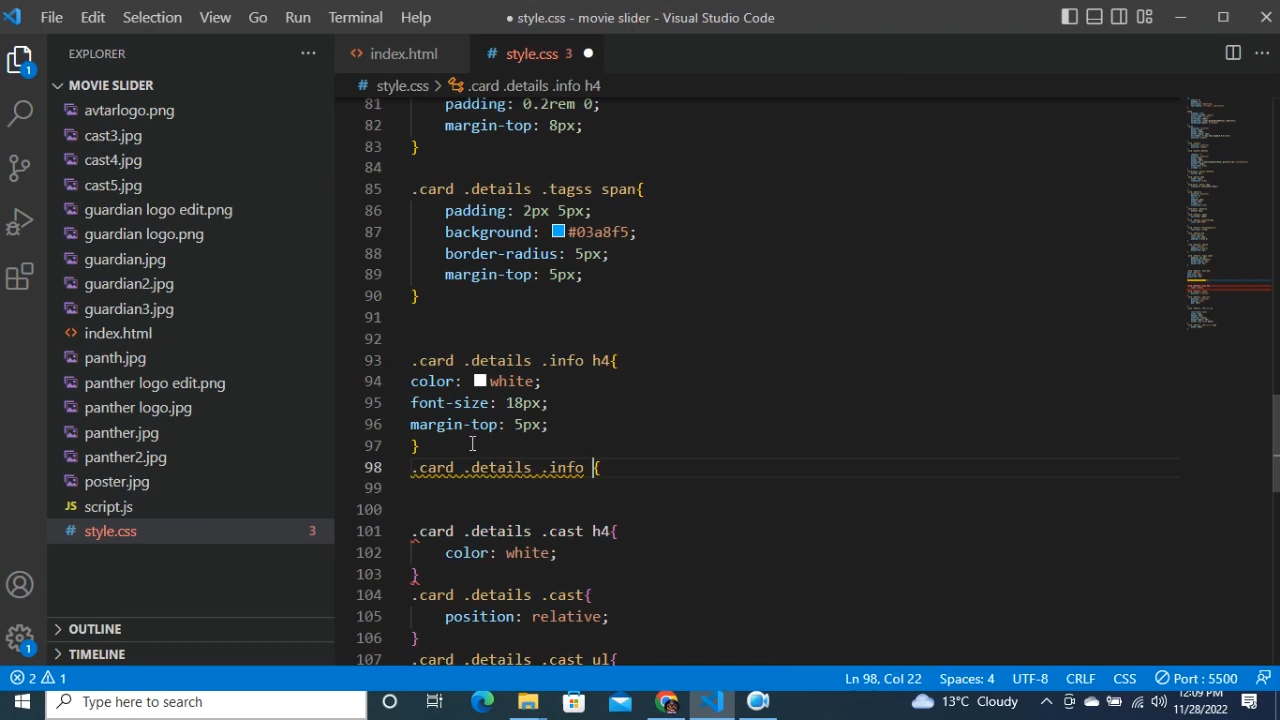 File Edit Selection View Go Run Terminal Help
● style.css - movie slider - Visual Studio Code
EXPLORER
index.html
# style.css 3
MOVIE SLIDER
# style.css > .card .details .info h4
avtarlogo.png
cast3.jpg
cast4.jpg
cast5.jpg
guardian logo edit.png
guardian logo.png
guardian.jpg
guardian2.jpg
guardian3.jpg
index.html
panth.jpg
panther logo edit.png
panther logo.jpg
panther.jpg
panther2.jpg
poster.jpg
JS script.js
# style.css 3
OUTLINE
TIMELINE
81 padding: 0.2rem 0;
82 margin-top: 8px;
83 }
84
85 .card .details .tagss span{
86 padding: 2px 5px;
87 background: #03a8f5;
88 border-radius: 5px;
89 margin-top: 5px;
90 }
91
92
93 .card .details .info h4{
94 color: white;
95 font-size: 18px;
96 margin-top: 5px;
97 }
98 .card .details .info {
99
100
101 .card .details .cast h4{
102 color: white;
103 }
104 .card .details .cast{
105 position: relative;
106 }
107 .card .details .cast ul{
1
1
2 1
Ln 98, Col 22 Spaces: 4 UTF-8 CRLF CSS Port : 5500
Type here to search
13°C Cloudy
12:09 PM
11/28/2022